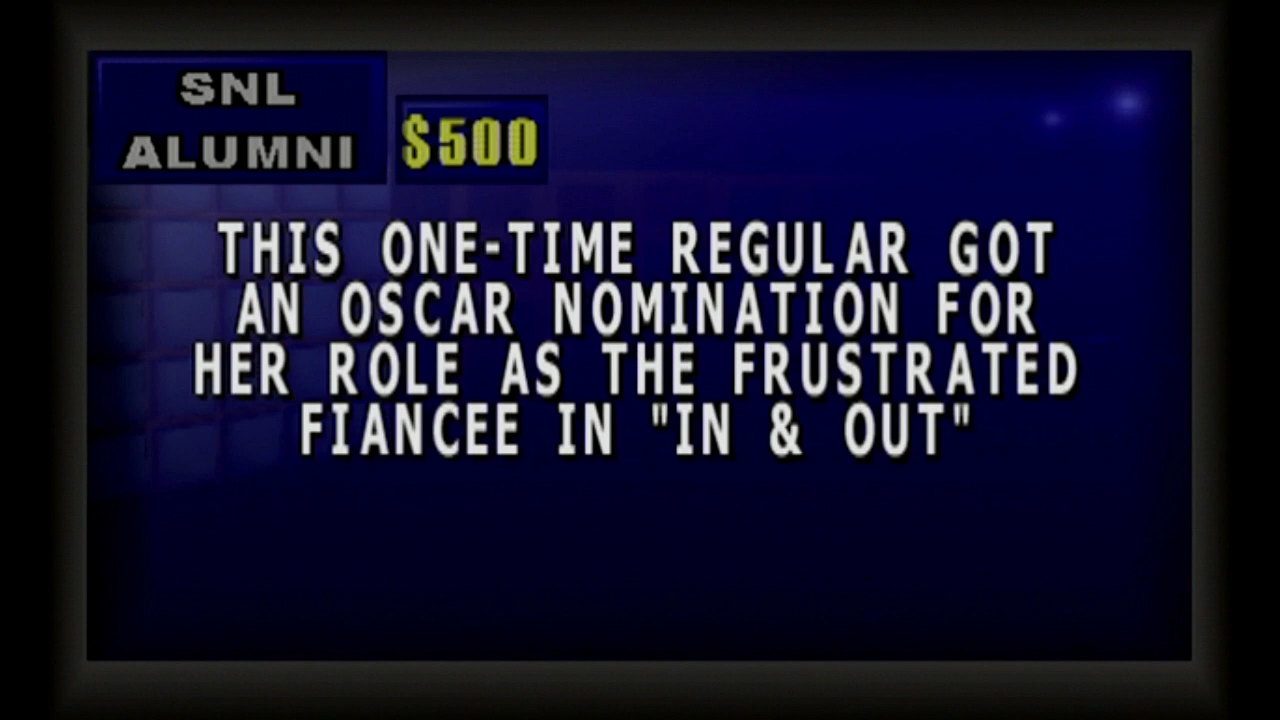 SNL
ALUMNI
$500
THIS ONE-TIME REGULAR GOT
AN OSCAR NOMINATION FOR
HER ROLE AS THE FRUSTRATED
FIANCEE IN "IN & OUT"